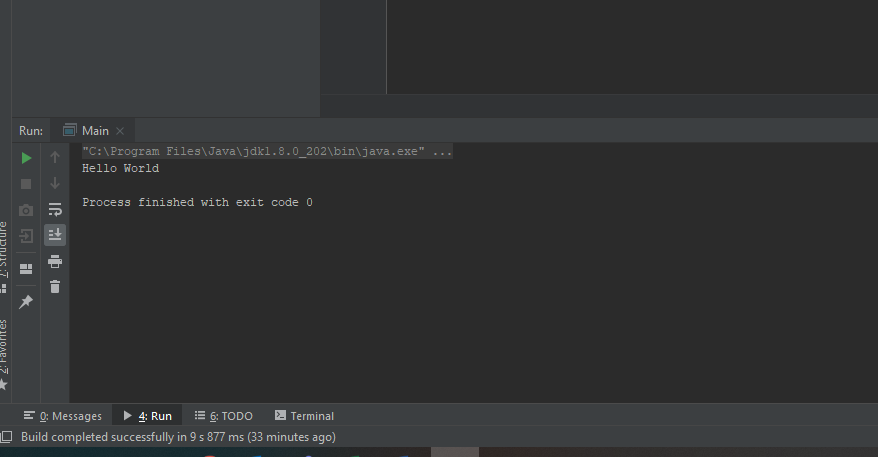 Run: Main
"C:\Program Files\Java\jdk1.8.0_202\bin\java.exe" ...
Hello World
Process finished with exit code 0
7: Structure
2: Favorites
0: Messages 4: Run 6: TODO Terminal
Build completed successfully in 9 s 877 ms (33 minutes ago)